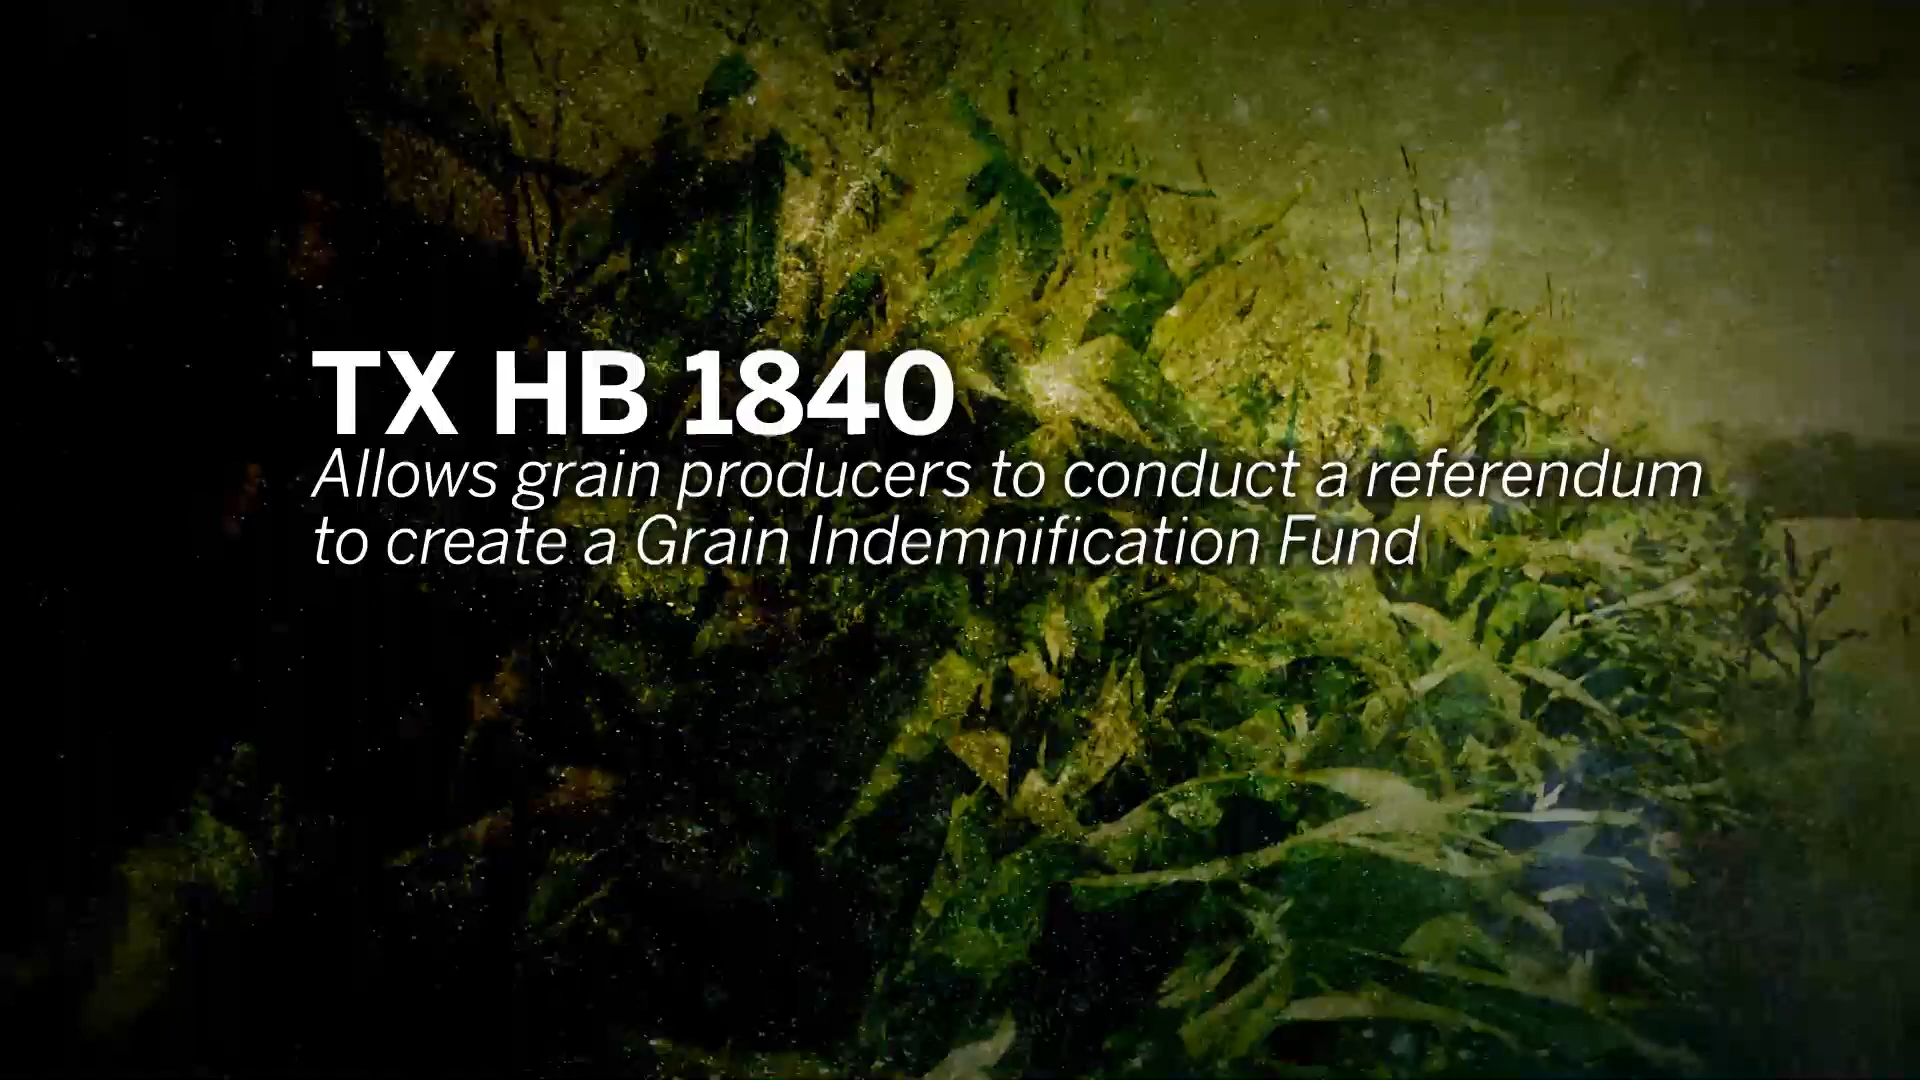 TX HB 1840
Allows grain producers to conduct a referendum
to create a Grain Indemnification Fund